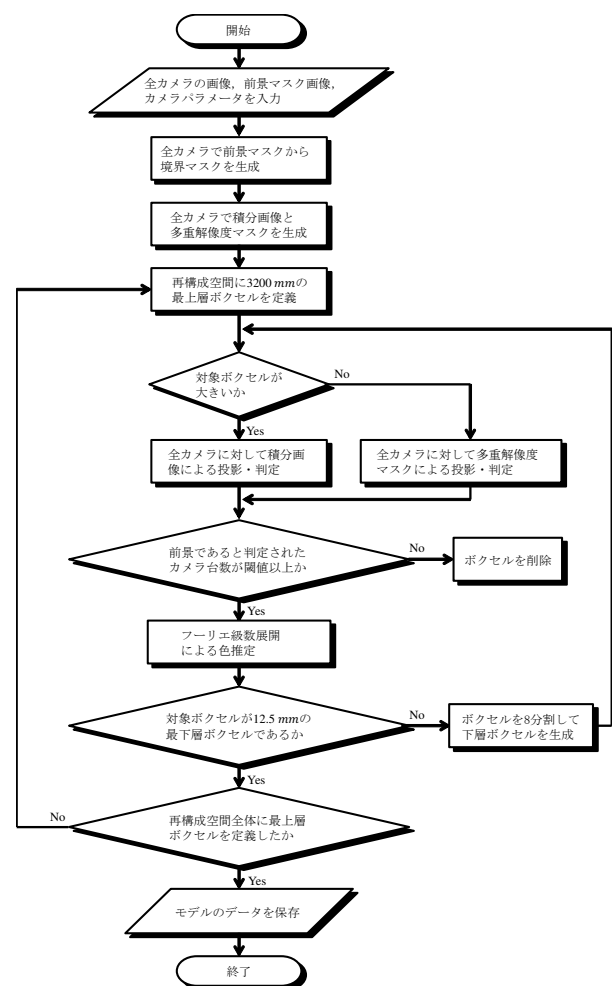 開始
全カメラの画像，前景マスク画像，
カメラパラメータを入力
全カメラで前景マスクから
境界マスクを生成
全カメラで積分画像と
多重解像度マスクを生成
再構成空間に3200 mmの
最上層ボクセルを定義
対象ボクセルが
大きいか
No
Yes
全カメラに対して積分画
像による投影・判定
全カメラに対して多重解像度
マスクによる投影・判定
前景であると判定された
カメラ台数が閾値以上か
No
ボクセルを削除
Yes
フーリエ級数展開
による色推定
対象ボクセルが12.5 mmの
最下層ボクセルであるか
No
ボクセルを8分割して
下層ボクセルを生成
Yes
再構成空間全体に最上層
ボクセルを定義したか
No
Yes
モデルのデータを保存
終了